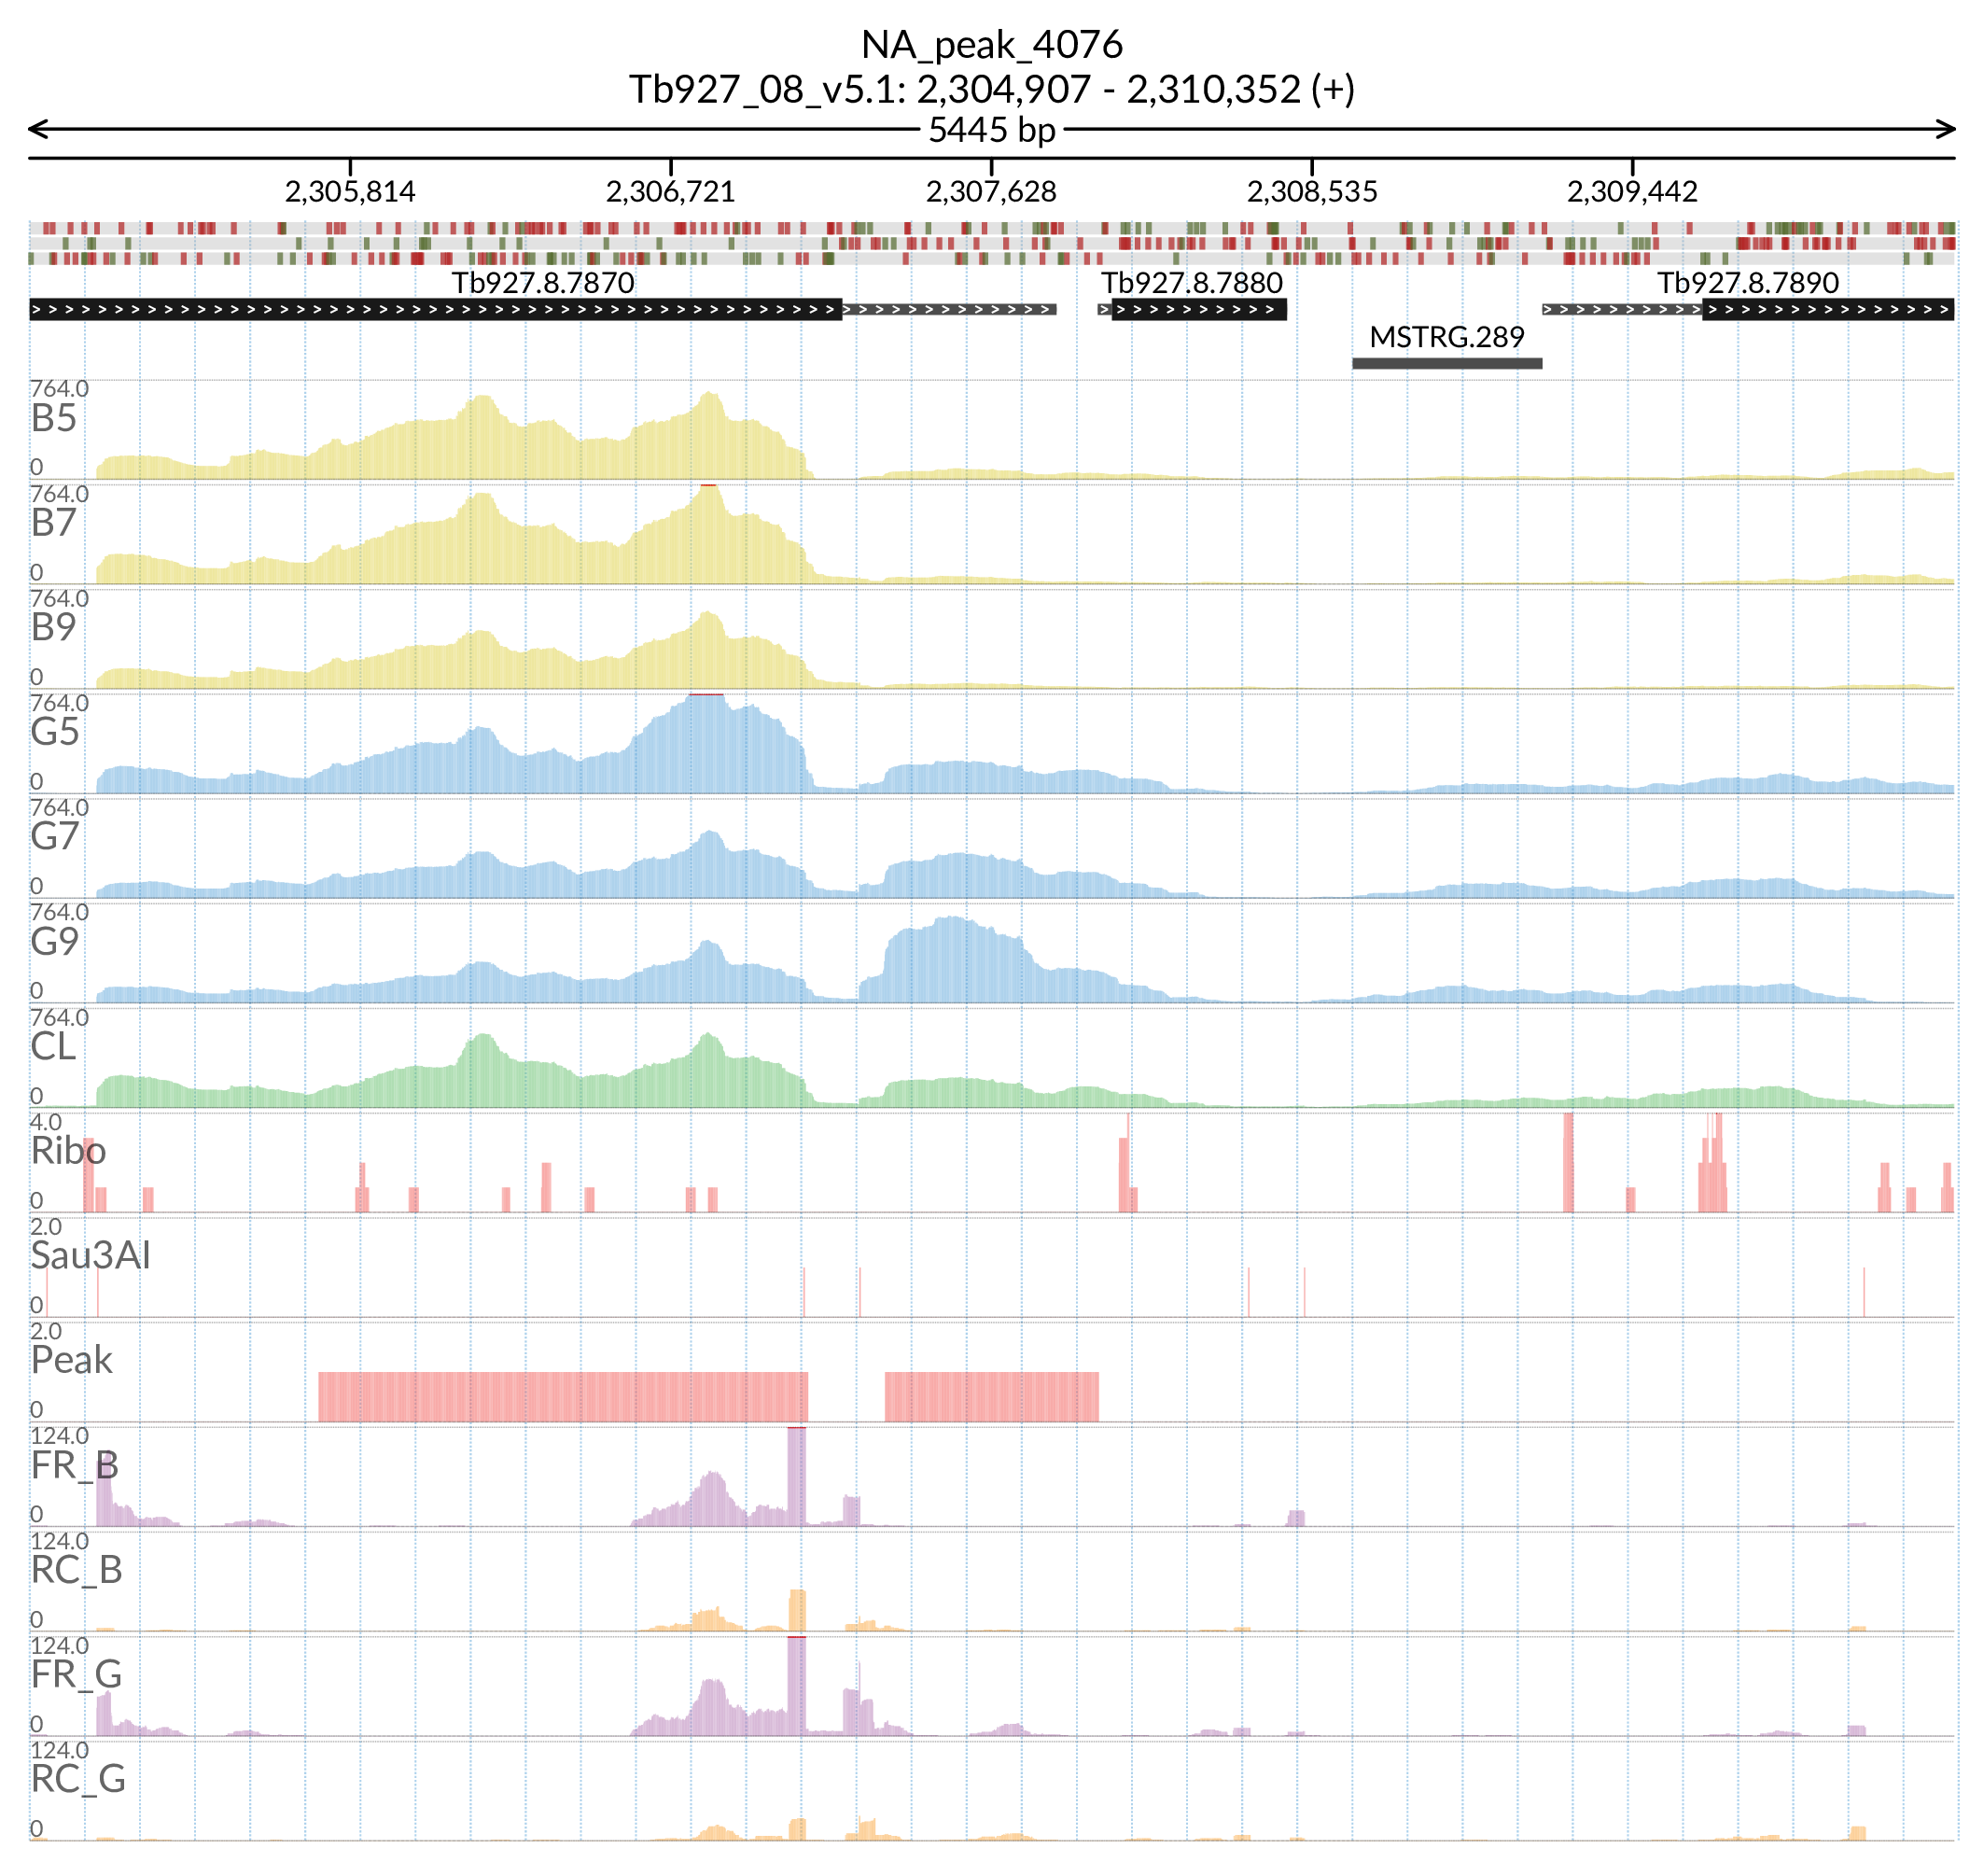 NA_peak_4076
Tb927_08_v5.1: 2,304,907 - 2,310,352 (+)
5445 bp
2,305,814 2,306,721 2,307,628 2,308,535 2,309,442
Tb927.8.7870 Tb927.8.7880 Tb927.8.7890
MSTRG.289
764.0
B5
0
764.0
B7
0
764.0
B9
0
764.0
G5
0
764.0
G7
0
764.0
G9
0
764.0
CL
0
4.0
Ribo
0
2.0
Sau3AI
0
2.0
Peak
0
124.0
FR_B
0
124.0
RC_B
0
124.0
FR_G
0
124.0
RC_G
0